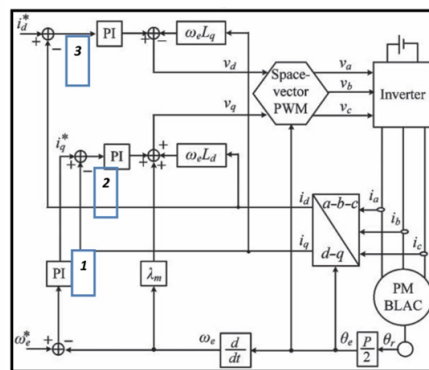 i_d^*
+
−
3
PI
+
−
ω_e L_q
v_d
v_q
Space-
vector
PWM
v_a
v_b
v_c
Inverter
i_q^*
+
−
2
PI
+
+
+
ω_e L_d
i_d
i_q
a-b-c
d-q
i_a
i_b
i_c
1
PI
λ_m
PM
BLAC
ω_e^*
+
−
ω_e
d
dt
θ_e
P
2
θ_r